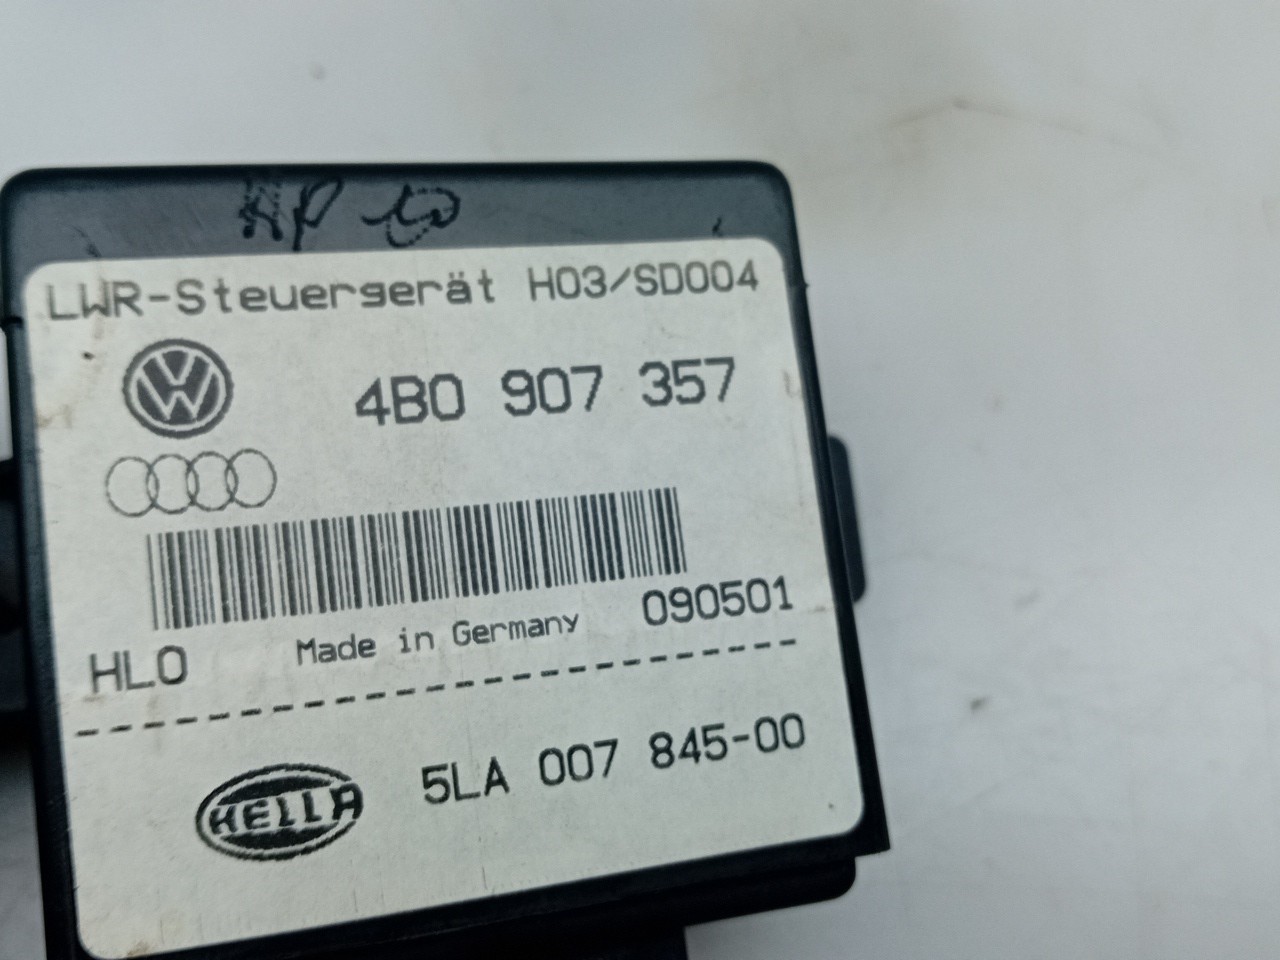 LWR-Steuergerät H03/SD004
4B0 907 357
HLO Made in Germany 090501
HELLA 5LA 007 845-00